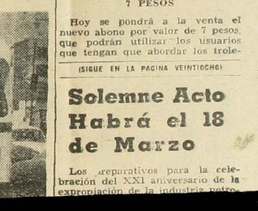 7 PESOS
Hoy se pondrá a la venta el
nuevo abono por valor de 7 pesos,
que podrán utilizar los usuarios
que tengan que abordar los trole-
(SIGUE EN LA PAGINA VEINTIOCHO)
Solemne Acto
Habrá el 18
de Marzo
Los preparativos para la cele-
bración del XXI aniversario de la
expropiación de la industria petro-